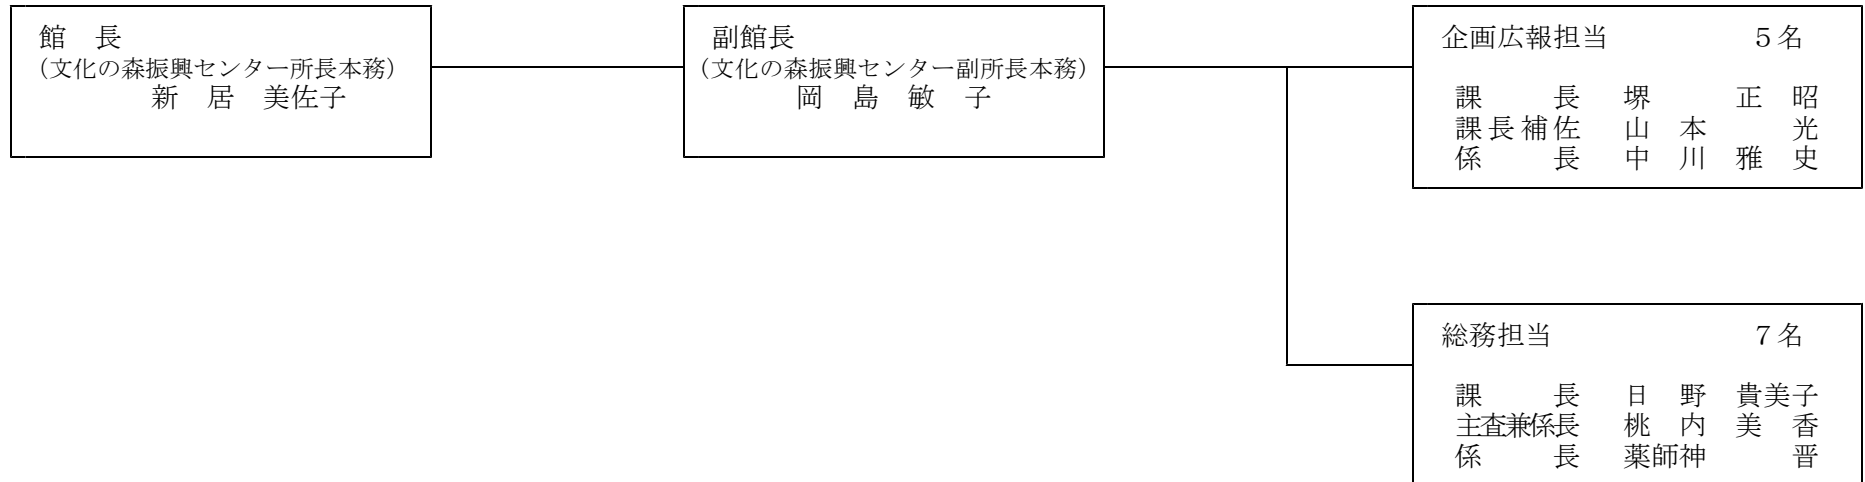 館　長
（文化の森振興センター所長本務）
新　居　美佐子
副館長
（文化の森振興センター副所長本務）
岡　島　敏　子
企画広報担当　５名
課　長　堺　正　昭
課長補佐　山　本　光
係　長　中　川　雅　史
総務担当　７名
課　長　日　野　貴美子
主査兼係長　桃　内　美　香
係　長　薬師神　晋